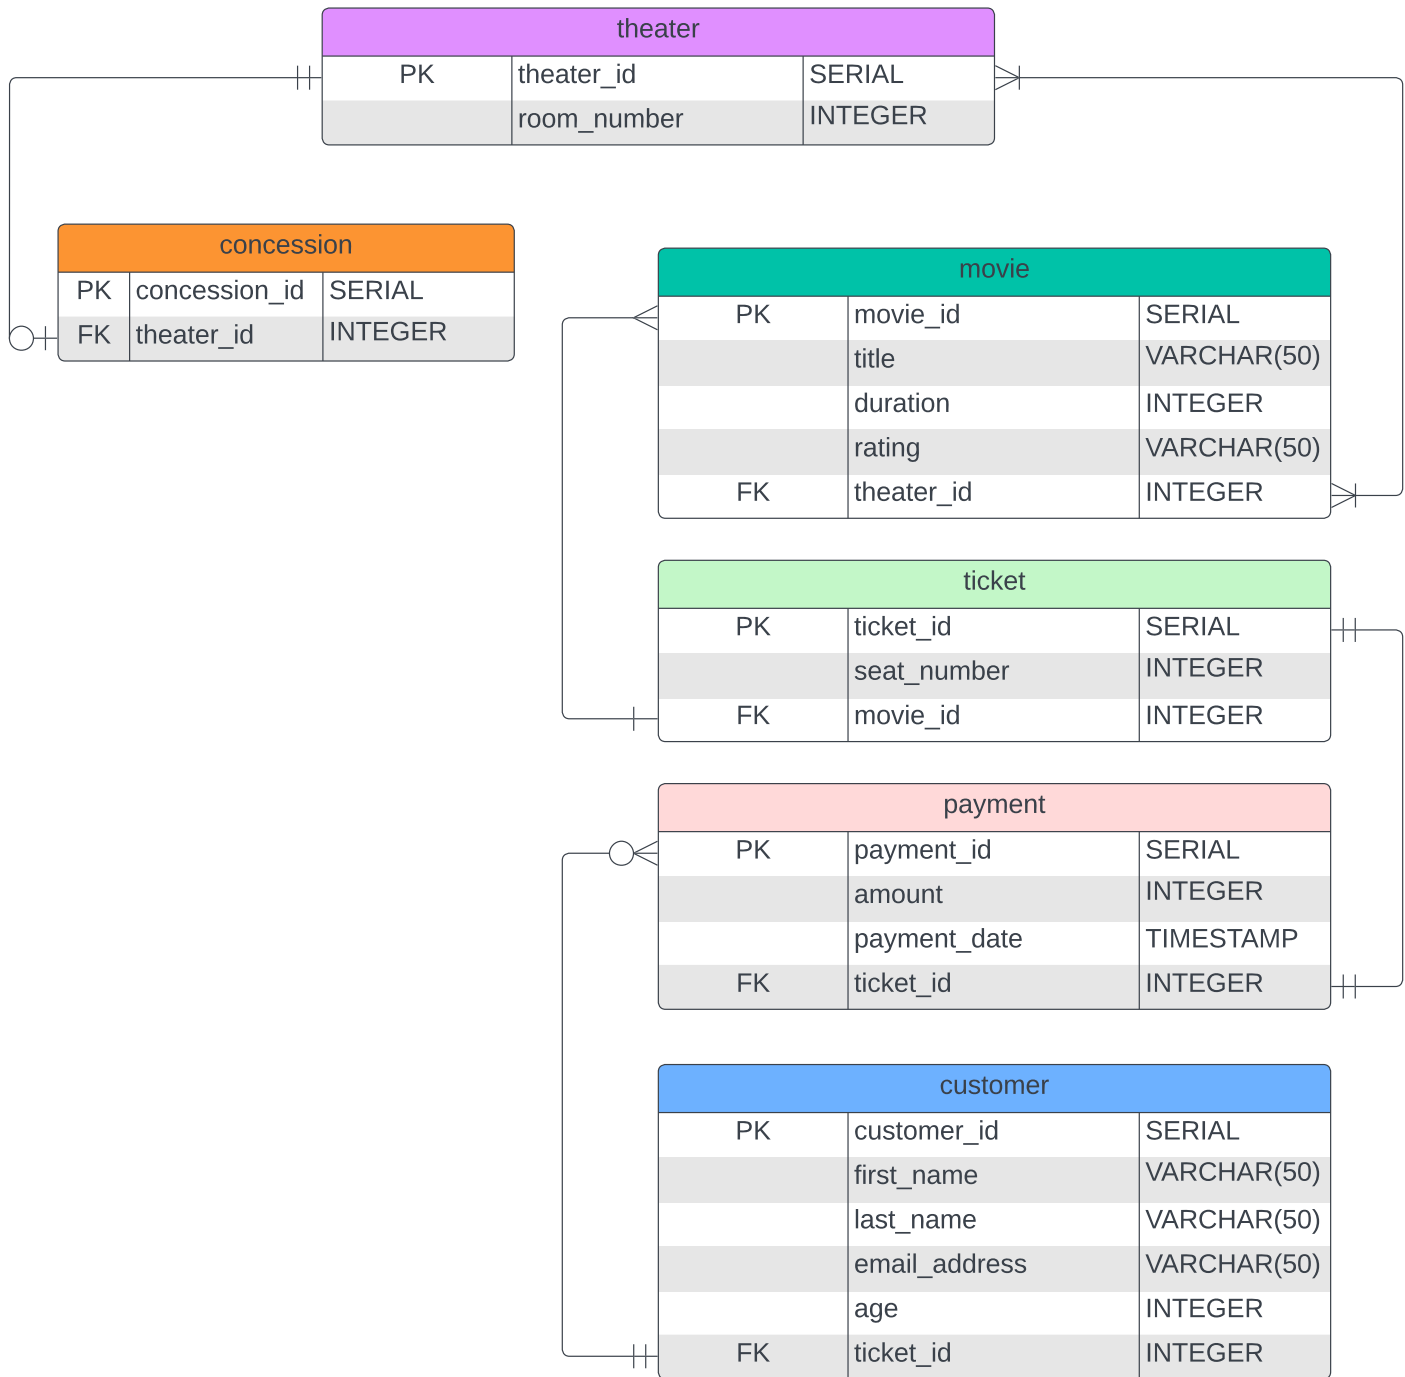 theater
PK theater_id SERIAL
room_number INTEGER
concession
PK concession_id SERIAL
FK theater_id INTEGER
movie
PK movie_id SERIAL
title VARCHAR(50)
duration INTEGER
rating VARCHAR(50)
FK theater_id INTEGER
ticket
PK ticket_id SERIAL
seat_number INTEGER
FK movie_id INTEGER
payment
PK payment_id SERIAL
amount INTEGER
payment_date TIMESTAMP
FK ticket_id INTEGER
customer
PK customer_id SERIAL
first_name VARCHAR(50)
last_name VARCHAR(50)
email_address VARCHAR(50)
age INTEGER
FK ticket_id INTEGER